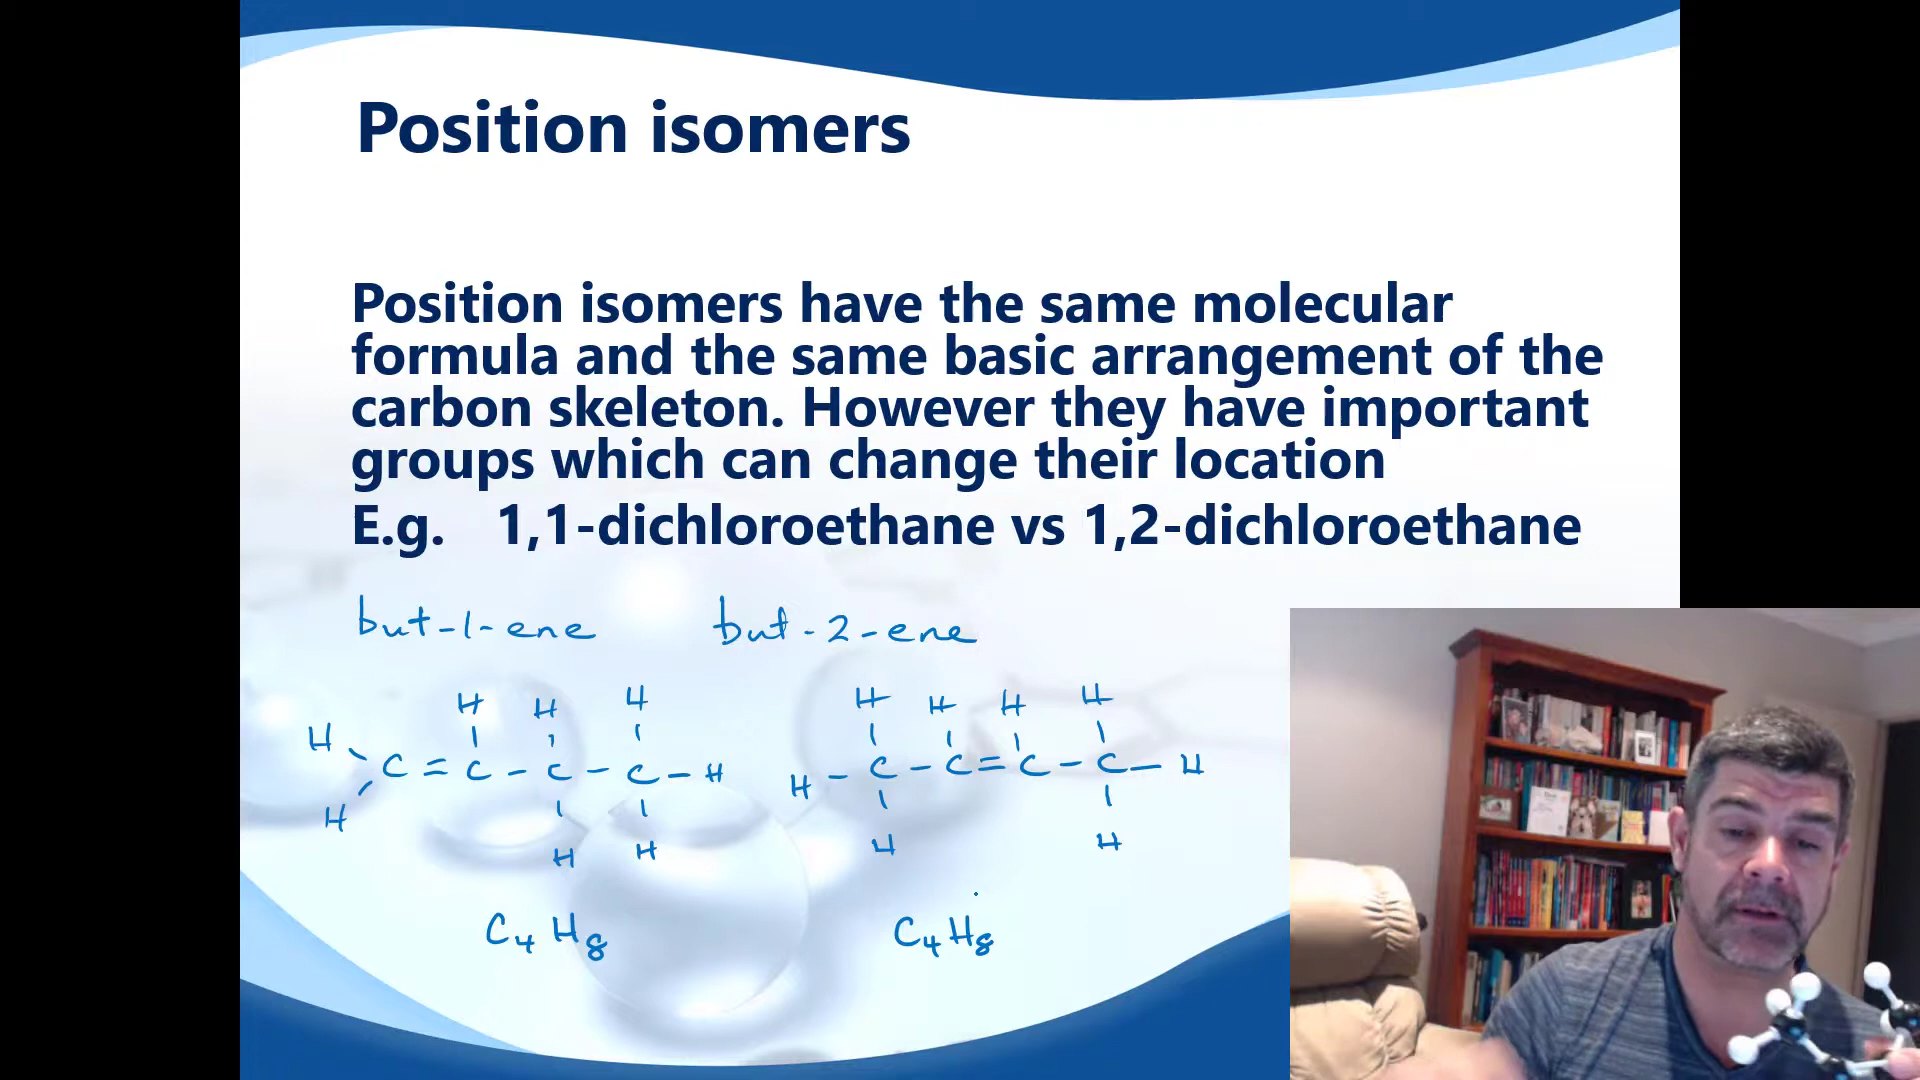 Position isomers
Position isomers have the same molecular
formula and the same basic arrangement of the
carbon skeleton. However they have important
groups which can change their location
E.g. 1,1-dichloroethane vs 1,2-dichloroethane
but-1-ene but-2-ene
H H H H H H H
H C = C - C - C - H H - C - C = C - C - H
H H H H H
C₄H₈ C₄H₈